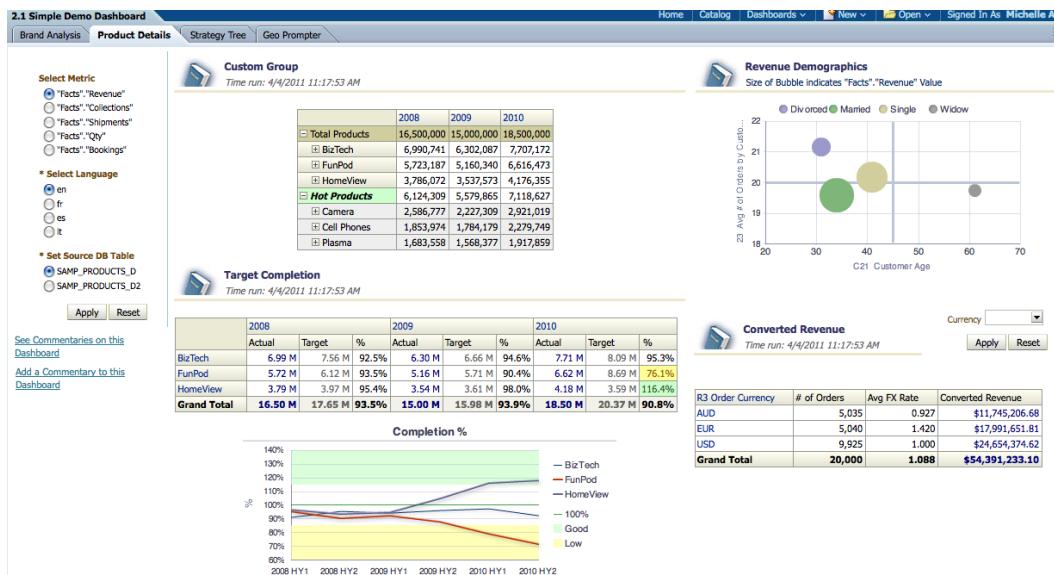 2.1 Simple Demo Dashboard
Home Catalog Dashboards New Open Signed In As Michelle A
Brand Analysis Product Details Strategy Tree Geo Prompter
Select Metric
"Facts"."Revenue"
"Facts"."Collections"
"Facts"."Shipments"
"Facts"."Qty"
"Facts"."Bookings"
* Select Language
en
fr
es
lt
* Set Source DB Table
SAMP_PRODUCTS_D
SAMP_PRODUCTS_D2
Apply Reset
See Commentaries on this
Dashboard
Add a Commentary to this
Dashboard
Custom Group
Time run: 4/4/2011 11:17:53 AM
2008 2009 2010
Total Products 16,500,000 15,000,000 18,500,000
BizTech 6,990,741 6,302,087 7,707,172
FunPod 5,723,187 5,160,340 6,616,473
HomeView 3,786,072 3,537,573 4,176,355
Hot Products 6,124,309 5,579,865 7,118,627
Camera 2,586,777 2,227,309 2,921,019
Cell Phones 1,853,974 1,784,179 2,279,749
Plasma 1,683,558 1,568,377 1,917,859
Target Completion
Time run: 4/4/2011 11:17:53 AM
2008 2009 2010
Actual Target % Actual Target % Actual Target %
BizTech 6.99 M 7.56 M 92.5% 6.30 M 6.66 M 94.6% 7.71 M 8.09 M 95.3%
FunPod 5.72 M 6.12 M 93.5% 5.16 M 5.71 M 90.4% 6.62 M 8.69 M 76.1%
HomeView 3.79 M 3.97 M 95.4% 3.54 M 3.61 M 98.0% 4.18 M 3.59 M 116.4%
Grand Total 16.50 M 17.65 M 93.5% 15.00 M 15.98 M 93.9% 18.50 M 20.37 M 90.8%
Completion %
140%
130%
120%
110%
100%
90%
80%
70%
60%
%
2008 HY1 2008 HY2 2009 HY1 2009 HY2 2010 HY1 2010 HY2
BizTech
FunPod
HomeView
100%
Good
Low
Revenue Demographics
Size of Bubble indicates "Facts"."Revenue" Value
Divorced Married Single Widow
23 Avg # of Orders by Custo...
22
21
20
19
18
20 30 40 50 60 70
C21 Customer Age
Currency
Converted Revenue
Time run: 4/4/2011 11:17:53 AM
Apply Reset
R3 Order Currency # of Orders Avg FX Rate Converted Revenue
AUD 5,035 0.927 $11,745,206.68
EUR 5,040 1.420 $17,991,651.81
USD 9,925 1.000 $24,654,374.62
Grand Total 20,000 1.088 $54,391,233.10